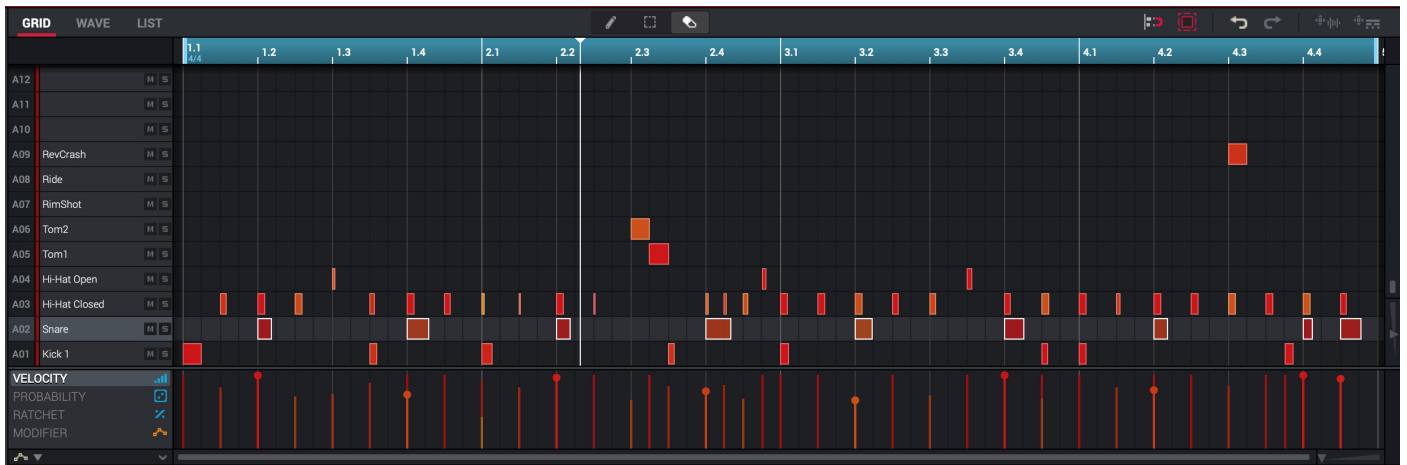 GRID WAVE LIST
1.1 1.2 1.3 1.4 2.1 2.2 2.3 2.4 3.1 3.2 3.3 3.4 4.1 4.2 4.3 4.4
4/4
A12 M S
A11 M S
A10 M S
A09 RevCrash M S
A08 Ride M S
A07 RimShot M S
A06 Tom2 M S
A05 Tom1 M S
A04 Hi-Hat Open M S
A03 Hi-Hat Closed M S
A02 Snare M S
A01 Kick 1 M S
VELOCITY
PROBABILITY
RATCHET
MODIFIER